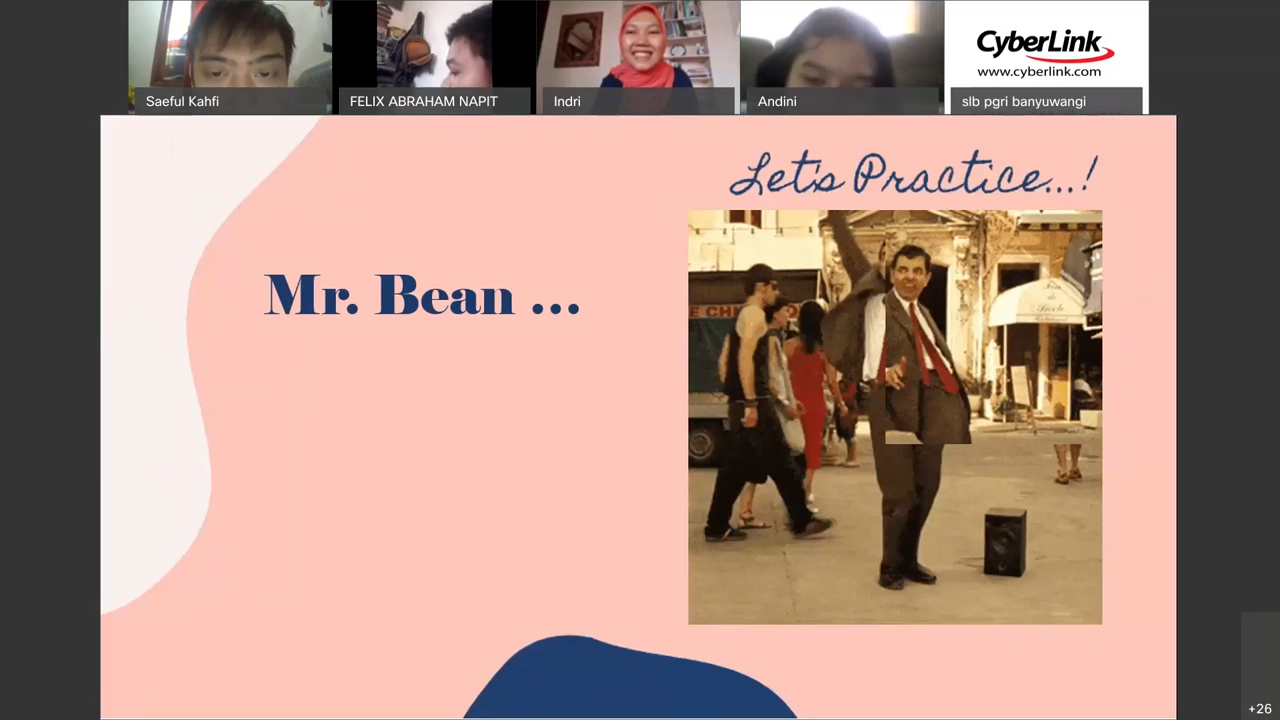 CyberLink
www.cyberlink.com
Saeful Kahfi
FELIX ABRAHAM NAPIT
Indri
Andini
slb pgri banyuwangi
Let's Practice...!
Mr. Bean ...
+26